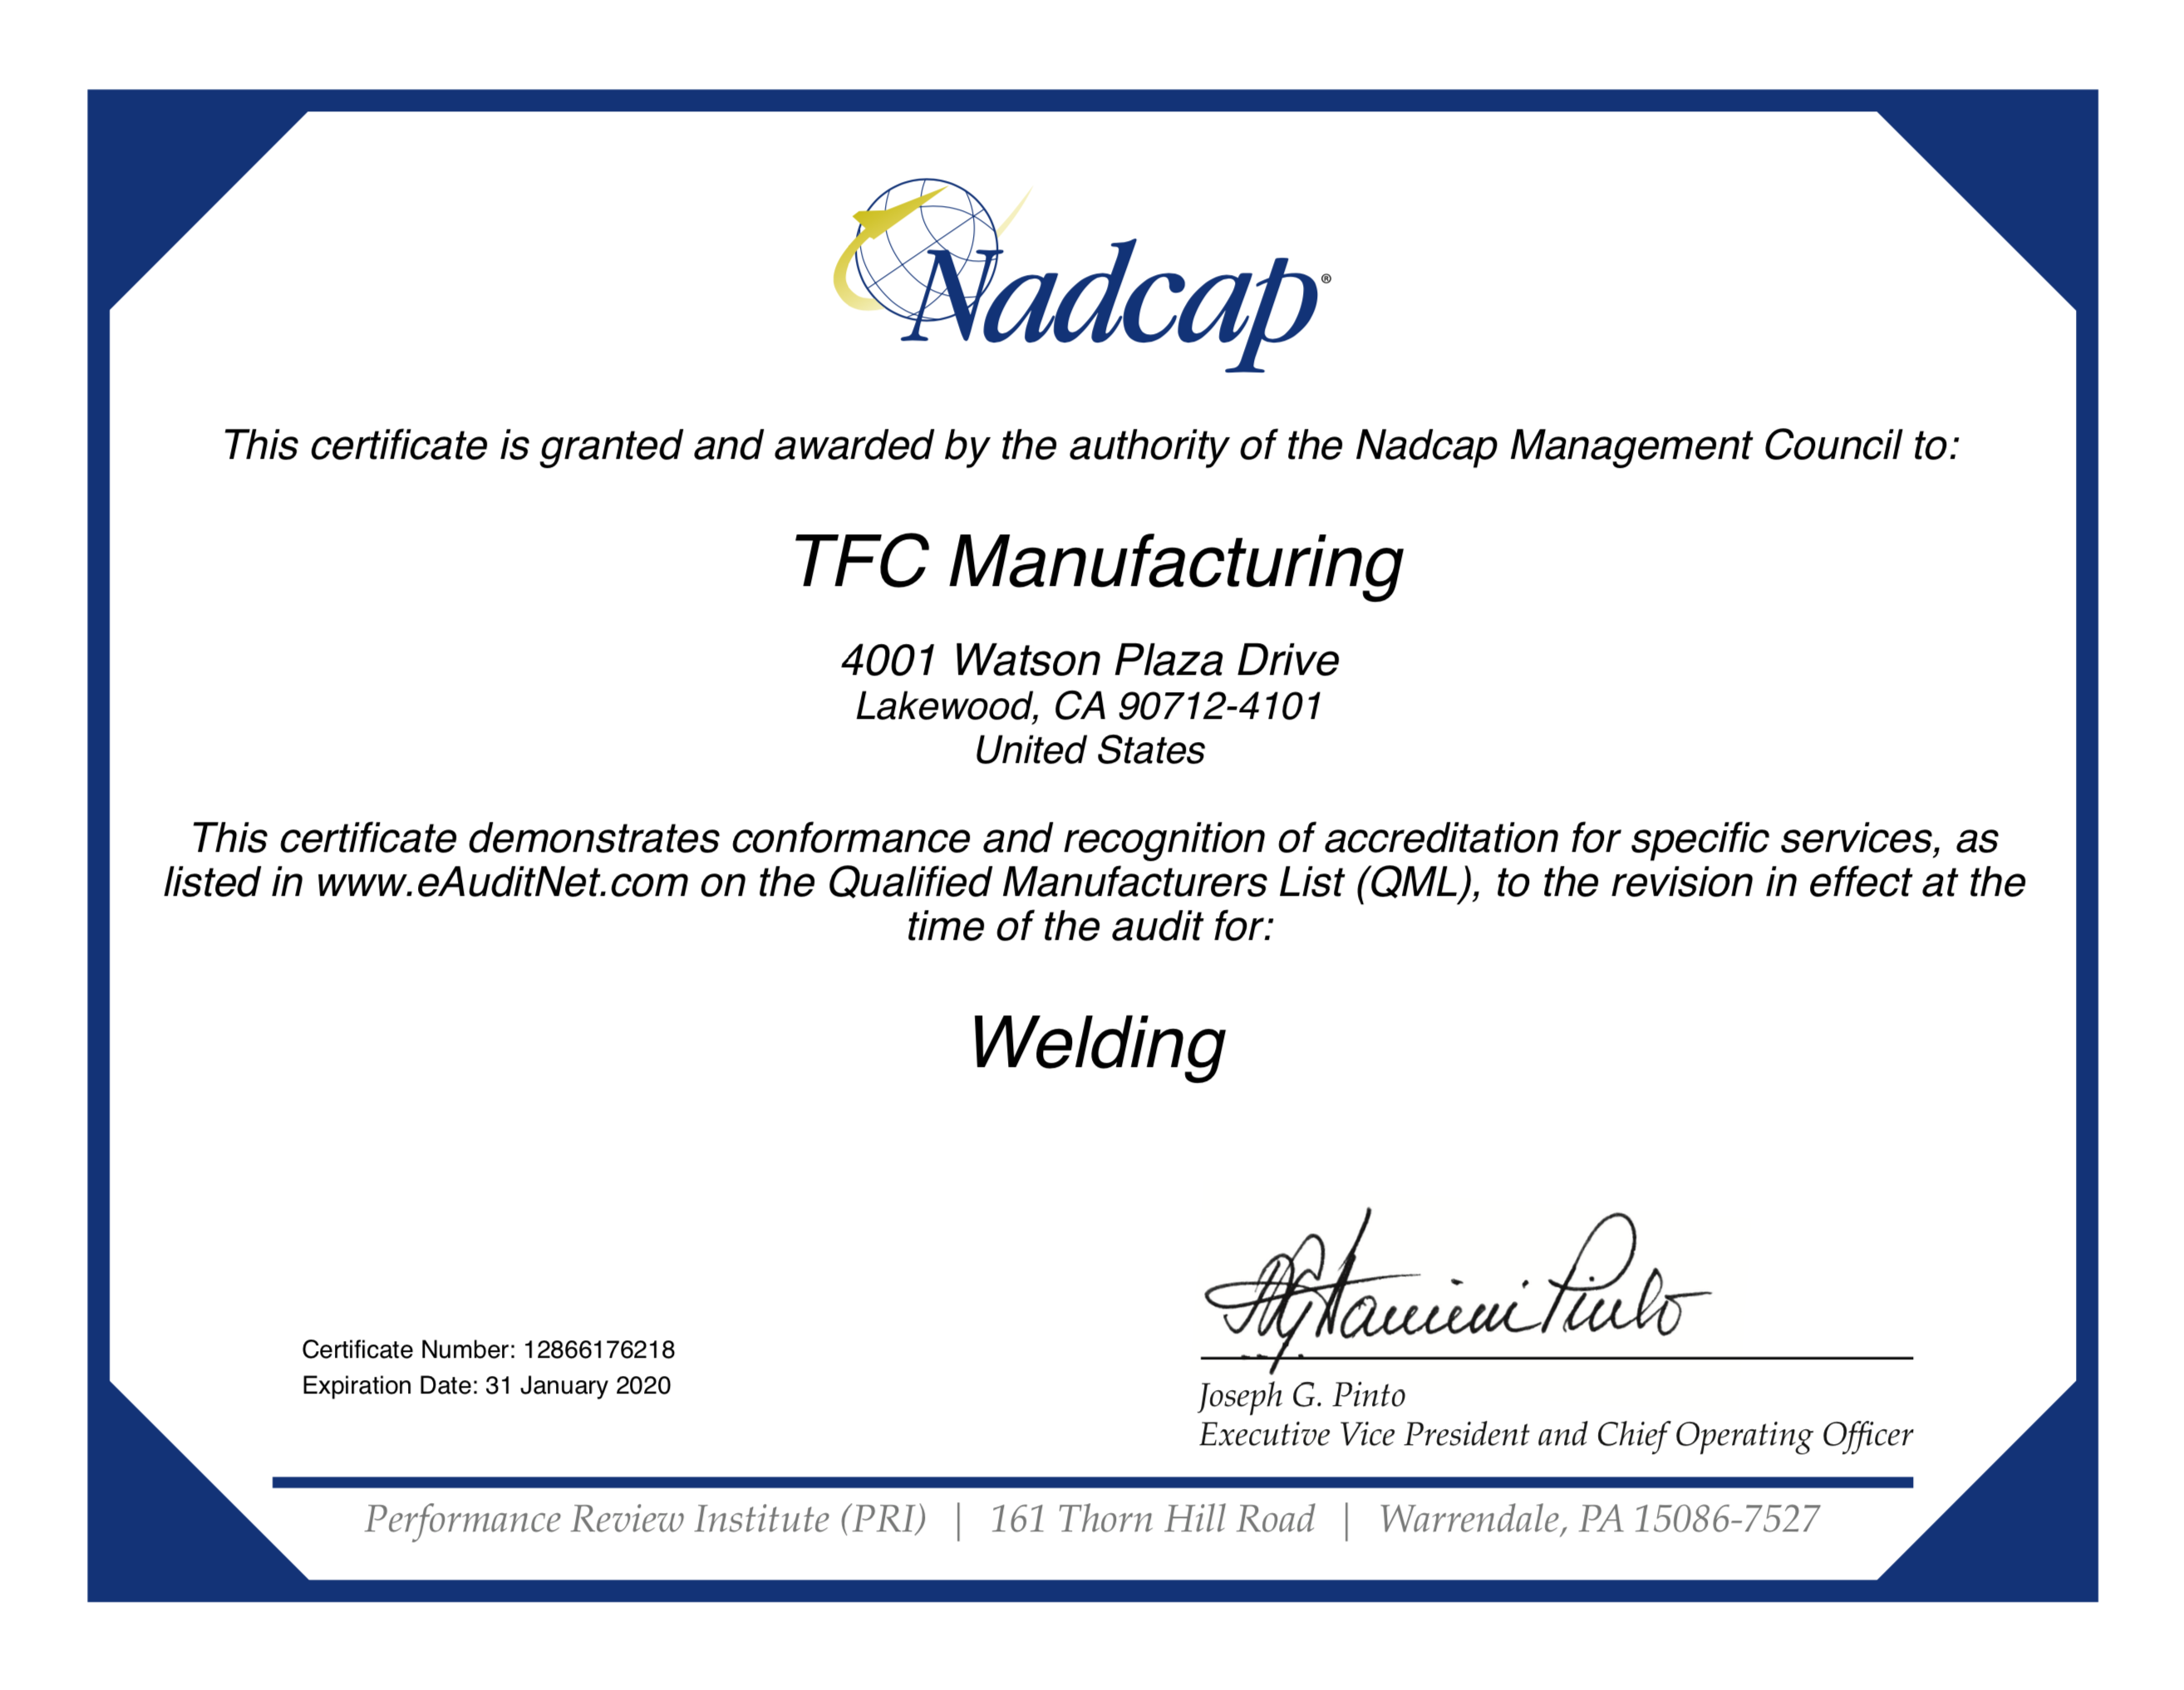 Nadcap®
This certificate is granted and awarded by the authority of the Nadcap Management Council to:
TFC Manufacturing
4001 Watson Plaza Drive
Lakewood, CA 90712-4101
United States
This certificate demonstrates conformance and recognition of accreditation for specific services, as
listed in www.eAuditNet.com on the Qualified Manufacturers List (QML), to the revision in effect at the
time of the audit for:
Welding
Certificate Number: 12866176218
Expiration Date: 31 January 2020
Joseph G. Pinto
Executive Vice President and Chief Operating Officer
Performance Review Institute (PRI) | 161 Thorn Hill Road | Warrendale, PA 15086-7527